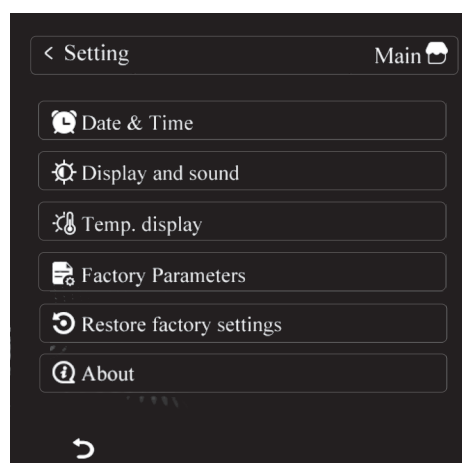 < Setting
Main
Date & Time
Display and sound
Temp. display
Factory Parameters
Restore factory settings
About